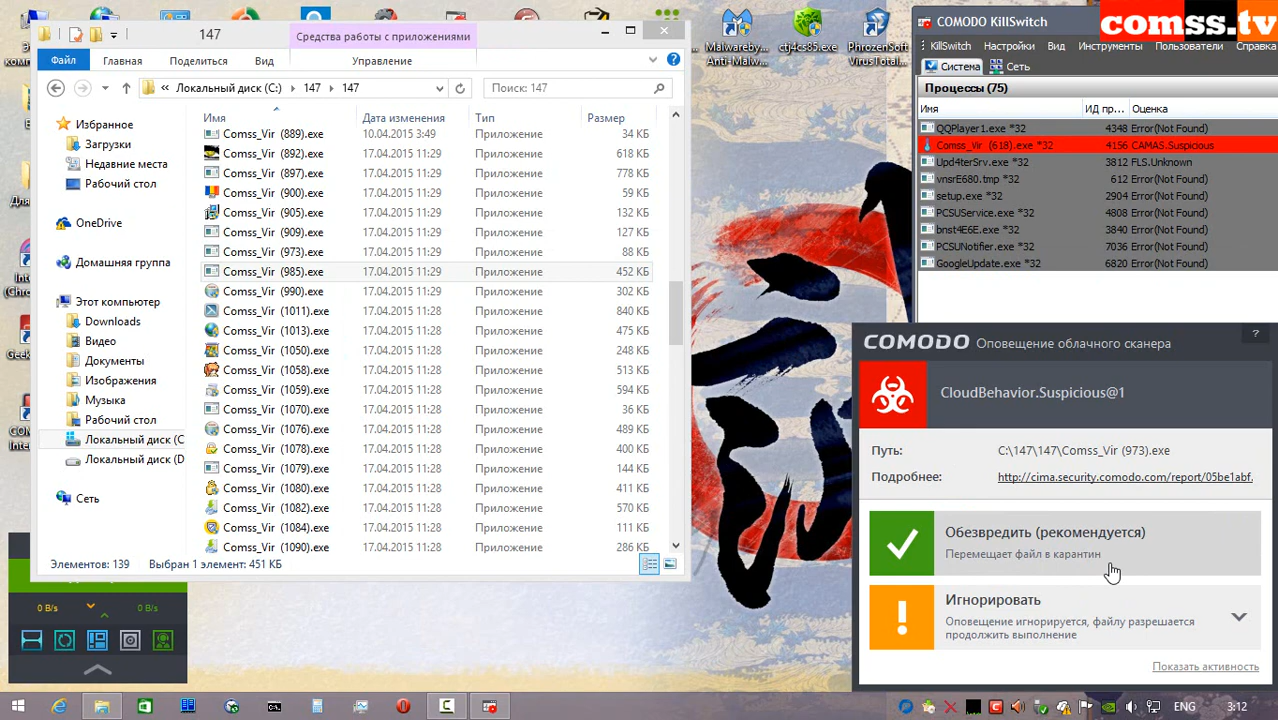 147
Средства работы с приложениями
Файл
Главная
Поделиться
Вид
Управление
« Локальный диск (C:) 147 147
Поиск: 147
Имя
Дата изменения
Тип
Размер
Comss_Vir (889).exe 10.04.2015 3:49 Приложение 34 КБ
Comss_Vir (892).exe 17.04.2015 11:29 Приложение 618 КБ
Comss_Vir (897).exe 17.04.2015 11:29 Приложение 778 КБ
Comss_Vir (900).exe 17.04.2015 11:29 Приложение 59 КБ
Comss_Vir (905).exe 17.04.2015 11:29 Приложение 132 КБ
Comss_Vir (909).exe 17.04.2015 11:29 Приложение 127 КБ
Comss_Vir (973).exe 17.04.2015 11:29 Приложение 88 КБ
Comss_Vir (985).exe 17.04.2015 11:29 Приложение 452 КБ
Comss_Vir (990).exe 17.04.2015 11:29 Приложение 302 КБ
Comss_Vir (1011).exe 17.04.2015 11:28 Приложение 840 КБ
Comss_Vir (1013).exe 17.04.2015 11:28 Приложение 475 КБ
Comss_Vir (1050).exe 17.04.2015 11:28 Приложение 248 КБ
Comss_Vir (1058).exe 17.04.2015 11:28 Приложение 513 КБ
Comss_Vir (1059).exe 17.04.2015 11:28 Приложение 594 КБ
Comss_Vir (1070).exe 17.04.2015 11:28 Приложение 36 КБ
Comss_Vir (1076).exe 17.04.2015 11:28 Приложение 489 КБ
Comss_Vir (1078).exe 17.04.2015 11:28 Приложение 400 КБ
Comss_Vir (1079).exe 17.04.2015 11:28 Приложение 144 КБ
Comss_Vir (1080).exe 17.04.2015 11:28 Приложение 411 КБ
Comss_Vir (1082).exe 17.04.2015 11:28 Приложение 570 КБ
Comss_Vir (1084).exe 17.04.2015 11:28 Приложение 111 КБ
Comss_Vir (1090).exe 17.04.2015 11:28 Приложение 286 КБ
Избранное
Загрузки
Недавние места
Рабочий стол
OneDrive
Домашняя группа
Этот компьютер
Downloads
Видео
Документы
Изображения
Музыка
Рабочий стол
Локальный диск (C
Локальный диск (D
Сеть
Элементов: 139 Выбран 1 элемент: 451 КБ
0 B/s 0 B/s
Malwareby...
Anti-Malw...
ctj4cs85.exe
PhrozenSoft
VirusTotal...
COMODO KillSwitch
comss.tv
KillSwitch Настройки Вид Инструменты Пользователи Справка
Система Сеть
Процессы (75)
Имя ИД пр... Оценка
QQPlayer1.exe *32 4348 Error(Not Found)
Comss_Vir (618).exe *32 4156 CAMAS.Suspicious
Upd4terSrv.exe *32 3812 FLS.Unknown
vnsrE680.tmp *32 612 Error(Not Found)
setup.exe *32 2904 Error(Not Found)
PCSUService.exe *32 4808 Error(Not Found)
bnst4E6E.tmp *32 3840 Error(Not Found)
PCSUNotifier.exe *32 7036 Error(Not Found)
GoogleUpdate.exe *32 6820 Error(Not Found)
COMODO Оповещение облачного сканера
?
CloudBehavior.Suspicious@1
Путь: C:\147\147\Comss_Vir (973).exe
Подробнее: http://cima.security.comodo.com/report/05be1abf.
Обезвредить (рекомендуется)
Перемещает файл в карантин
Игнорировать
Оповещение игнорируется, файлу разрешается
продолжить выполнение
Показать активность
ENG 3:12